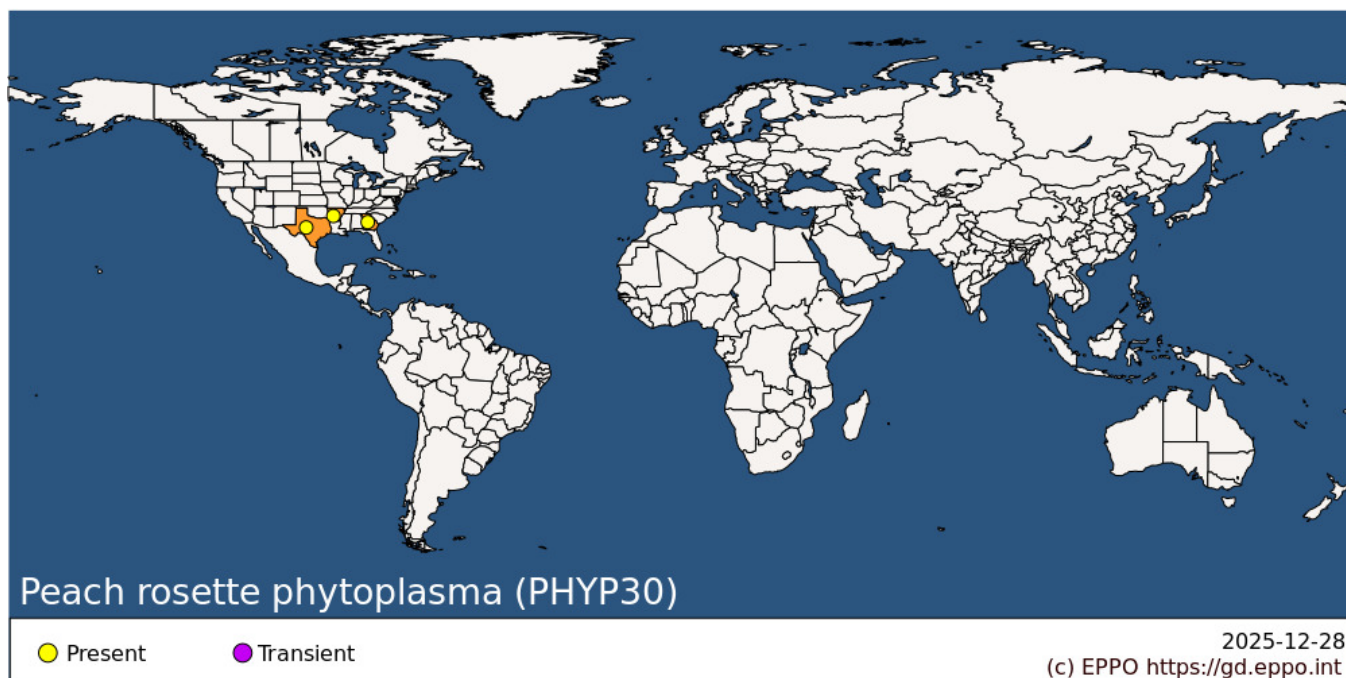 Peach rosette phytoplasma (PHYP30)
Present
Transient
2025-12-28
(c) EPPO https://gd.eppo.int